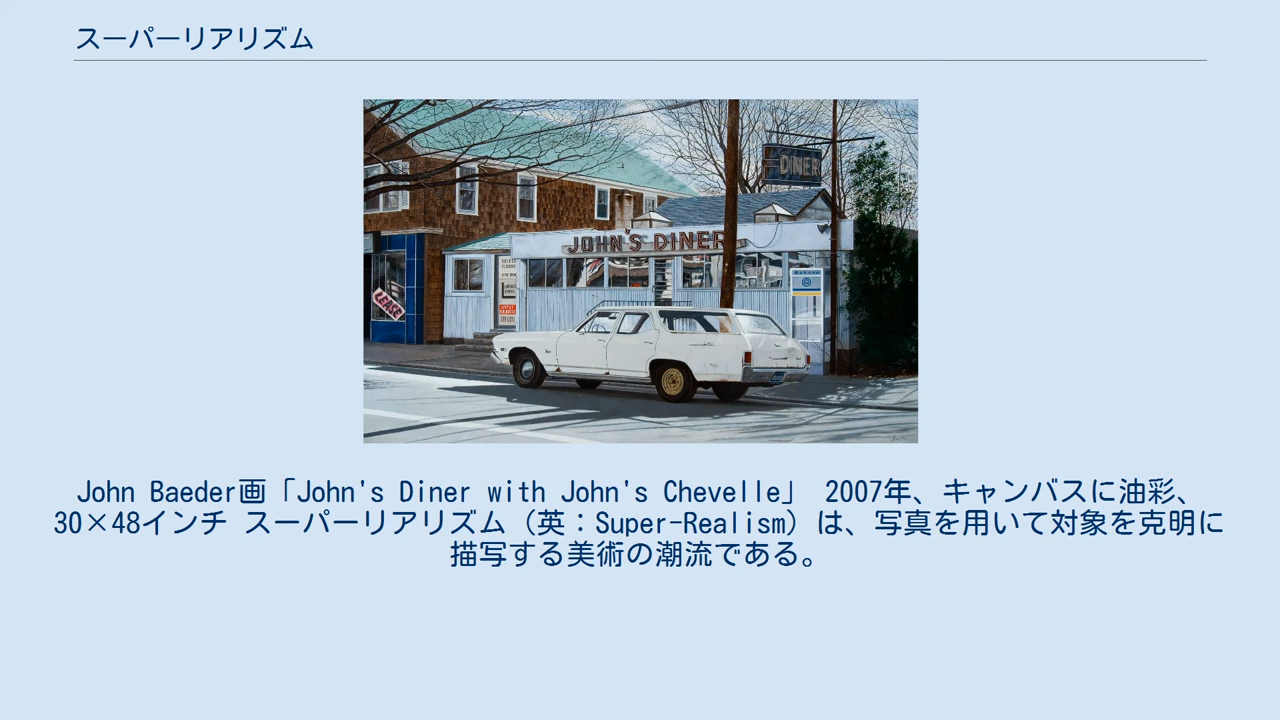 スーパーリアリズム
DINER
JOHN'S DINER
LEASE
John Baeder画「John's Diner with John's Chevelle」 2007年、キャンバスに油彩、
30×48インチ スーパーリアリズム（英：Super-Realism）は、写真を用いて対象を克明に
描写する美術の潮流である。